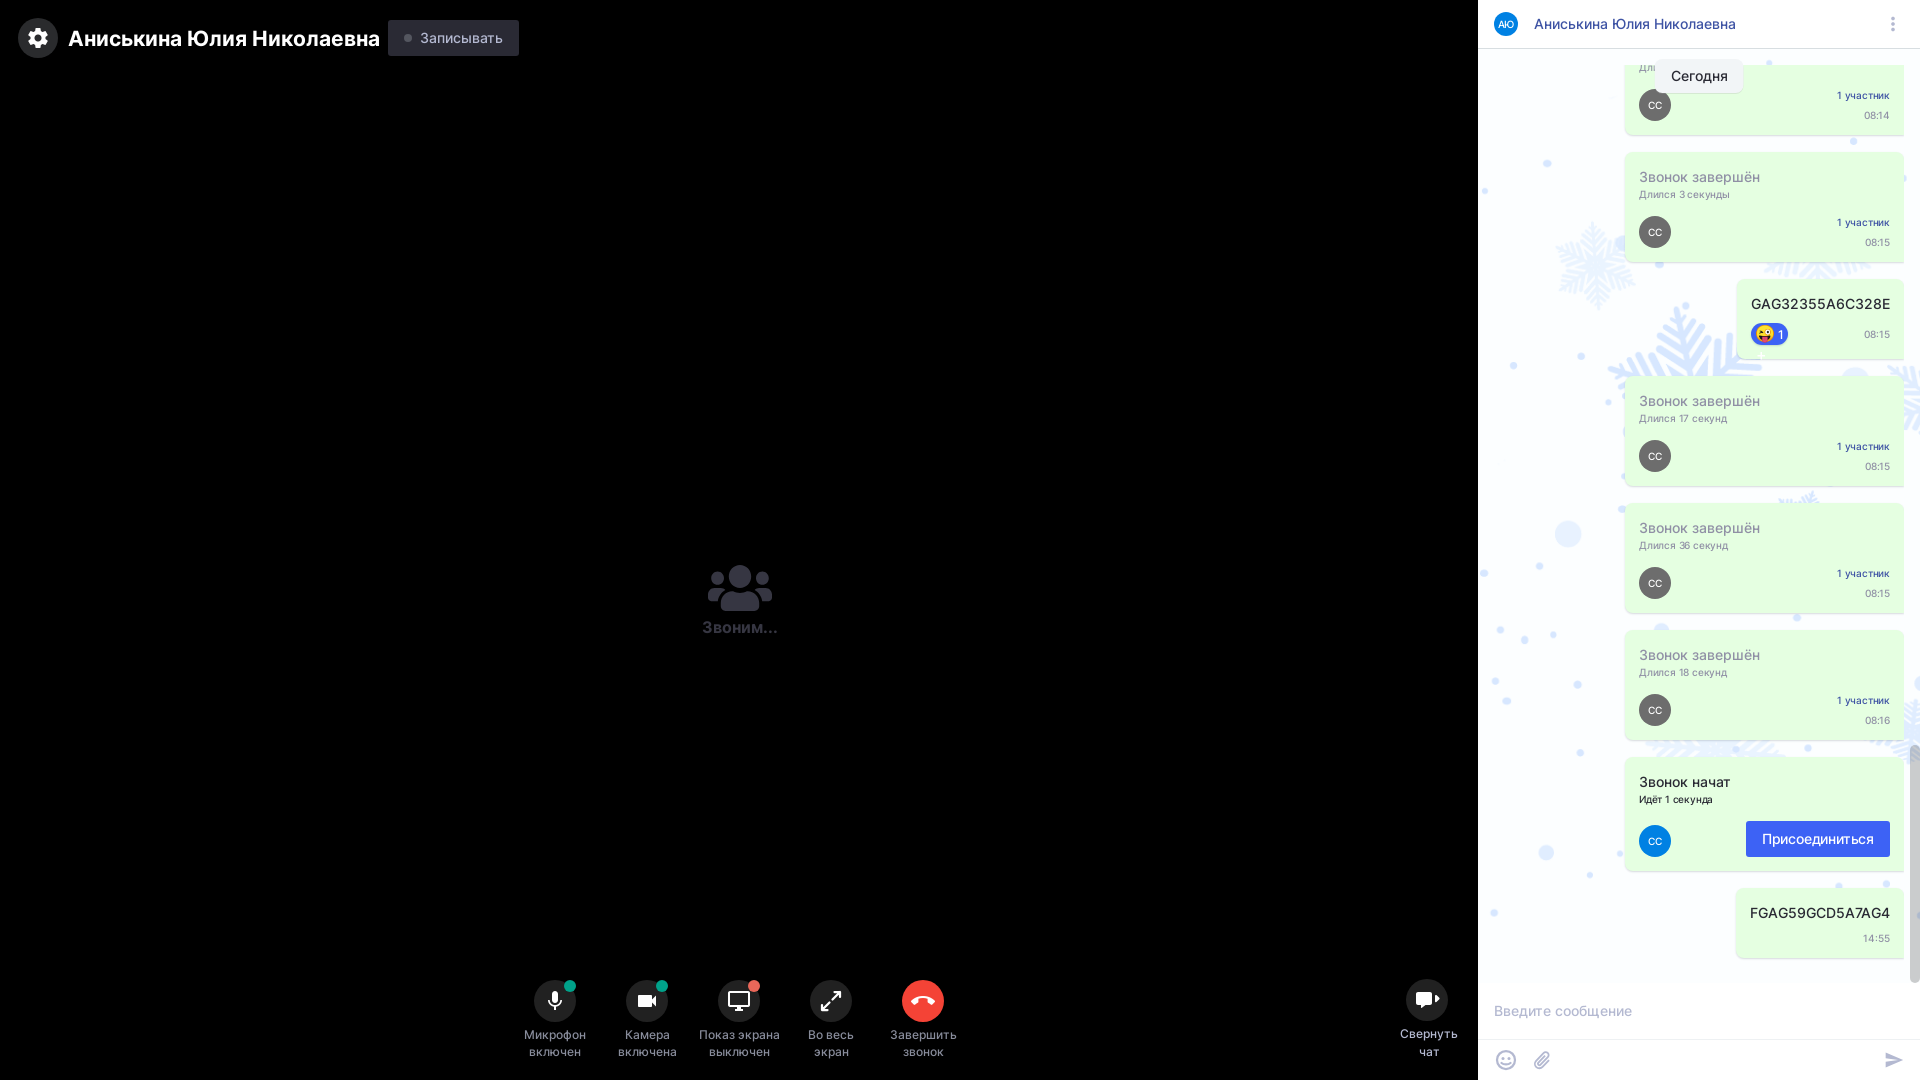 Аниськина Юлия Николаевна
Записывать
Звоним...
Микрофон
включен
Камера
включена
Показ экрана
выключен
Во весь
экран
Завершить
звонок
Свернуть
чат
АЮ
Аниськина Юлия Николаевна
Сегодня
СС
1 участник
08:14
Звонок завершён
Длился 3 секунды
СС
1 участник
08:15
GAG32355A6C328E
1
08:15
Звонок завершён
Длился 17 секунд
СС
1 участник
08:15
Звонок завершён
Длился 36 секунд
СС
1 участник
08:15
Звонок завершён
Длился 18 секунд
СС
1 участник
08:16
Звонок начат
Идёт 1 секунда
СС
Присоединиться
FGAG59GCD5A7AG4
14:55
Введите сообщение